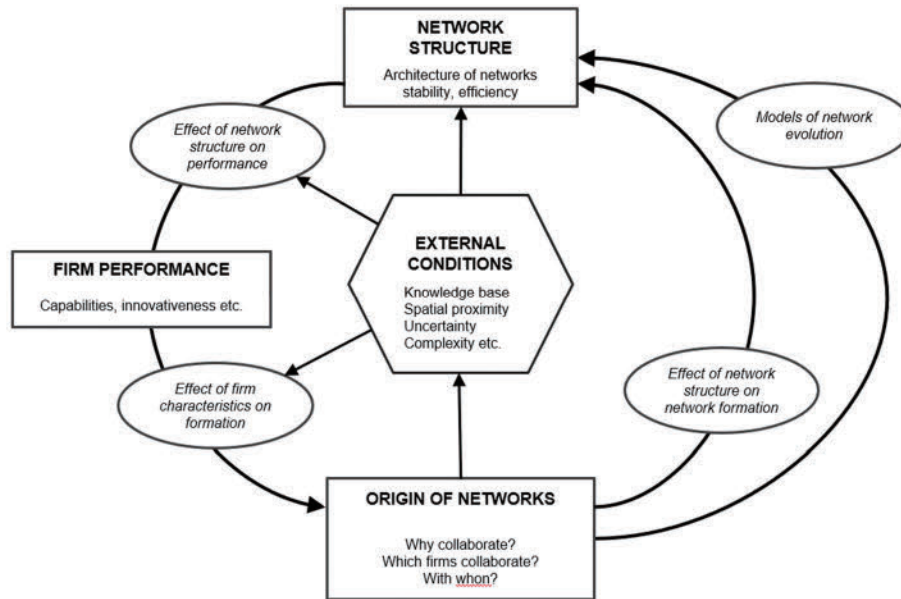 NETWORK
STRUCTURE
Architecture of networks
stability, efficiency
Effect of network
structure on
performance
Models of network
evolution
EXTERNAL
CONDITIONS
Knowledge base
Spatial proximity
Uncertainty
Complexity etc.
FIRM PERFORMANCE
Capabilities, innovativeness etc.
Effect of firm
characteristics on
formation
Effect of network
structure on
network formation
ORIGIN OF NETWORKS
Why collaborate?
Which firms collaborate?
With whon?